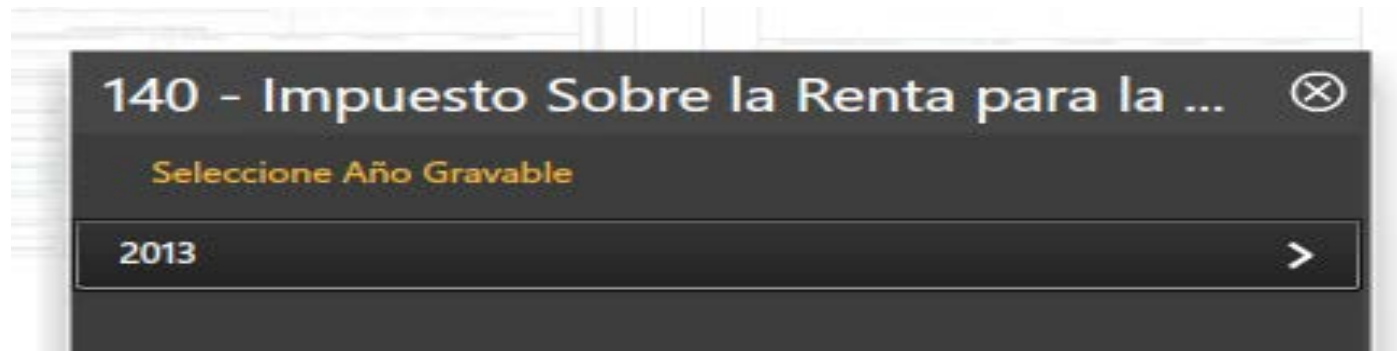 140 - Impuesto Sobre la Renta para la ...
Seleccione Año Gravable
2013